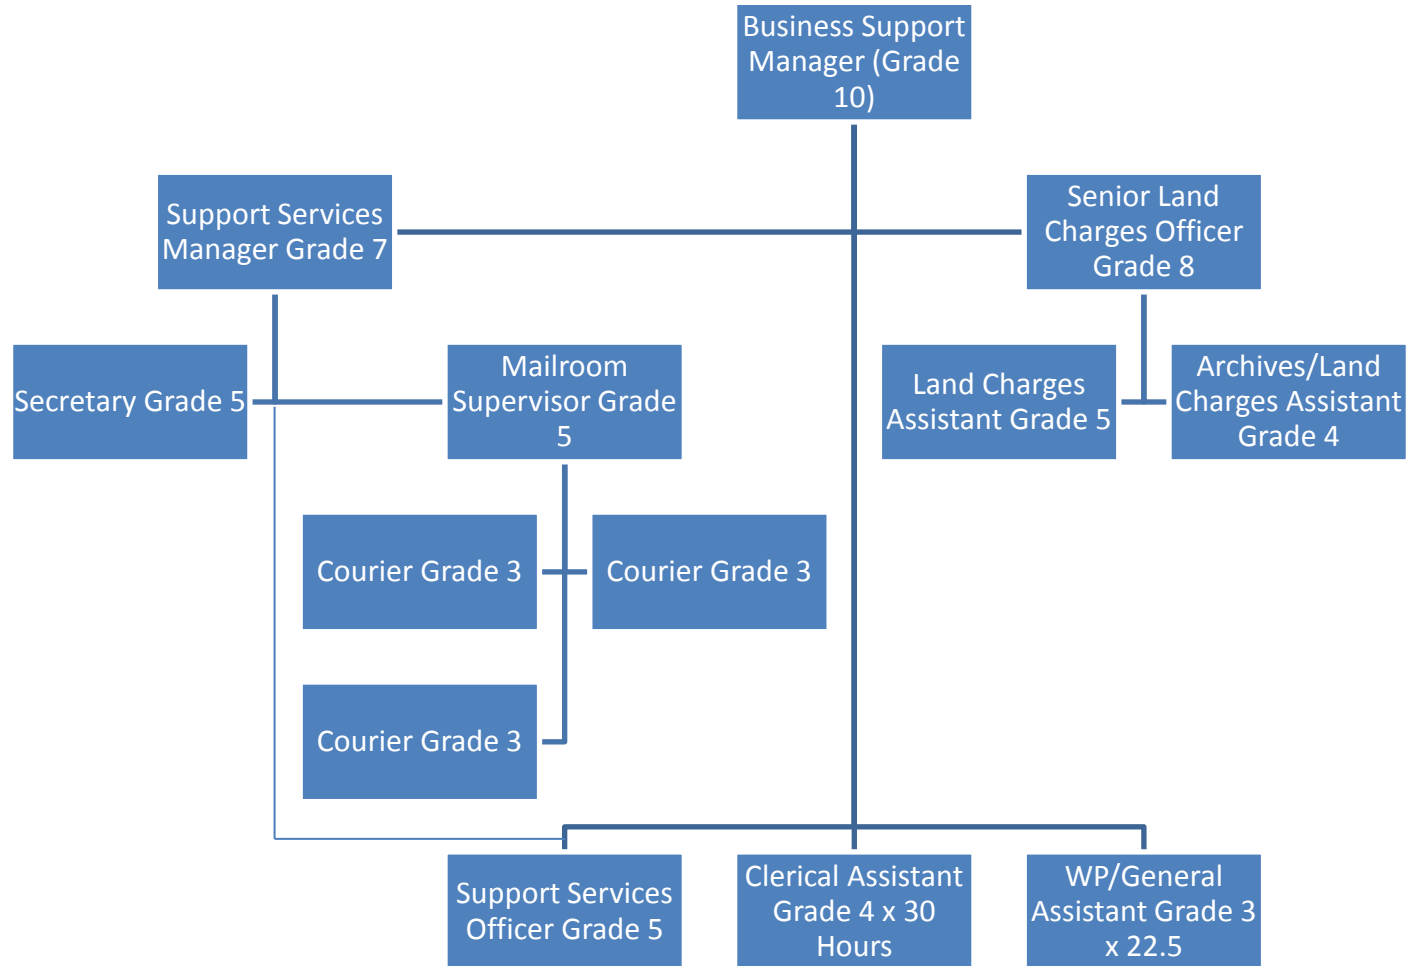 Business Support
Manager (Grade
10)
Support Services
Manager Grade 7
Senior Land
Charges Officer
Grade 8
Secretary Grade 5
Mailroom
Supervisor Grade
5
Land Charges
Assistant Grade 5
Archives/Land
Charges Assistant
Grade 4
Courier Grade 3
Courier Grade 3
Courier Grade 3
Support Services
Officer Grade 5
Clerical Assistant
Grade 4 x 30
Hours
WP/General
Assistant Grade 3
x 22.5